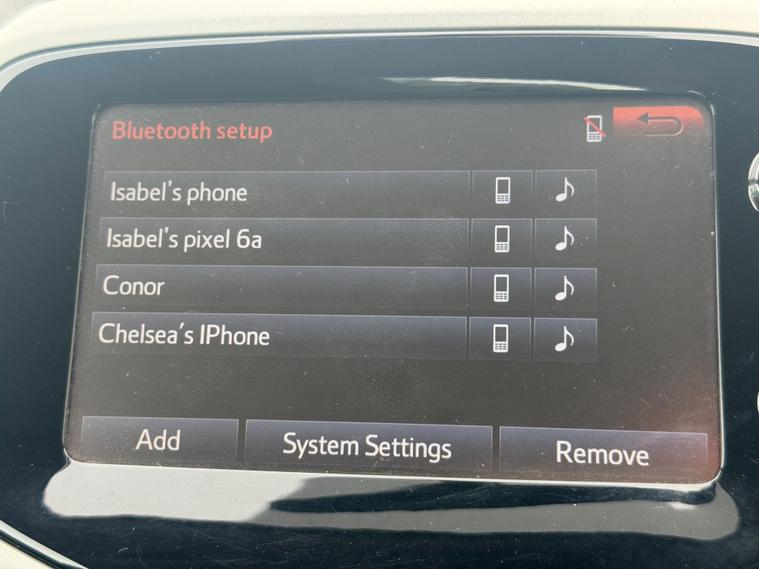 Bluetooth setup
Isabel's phone
Isabel's pixel 6a
Conor
Chelsea's IPhone
Add
System Settings
Remove